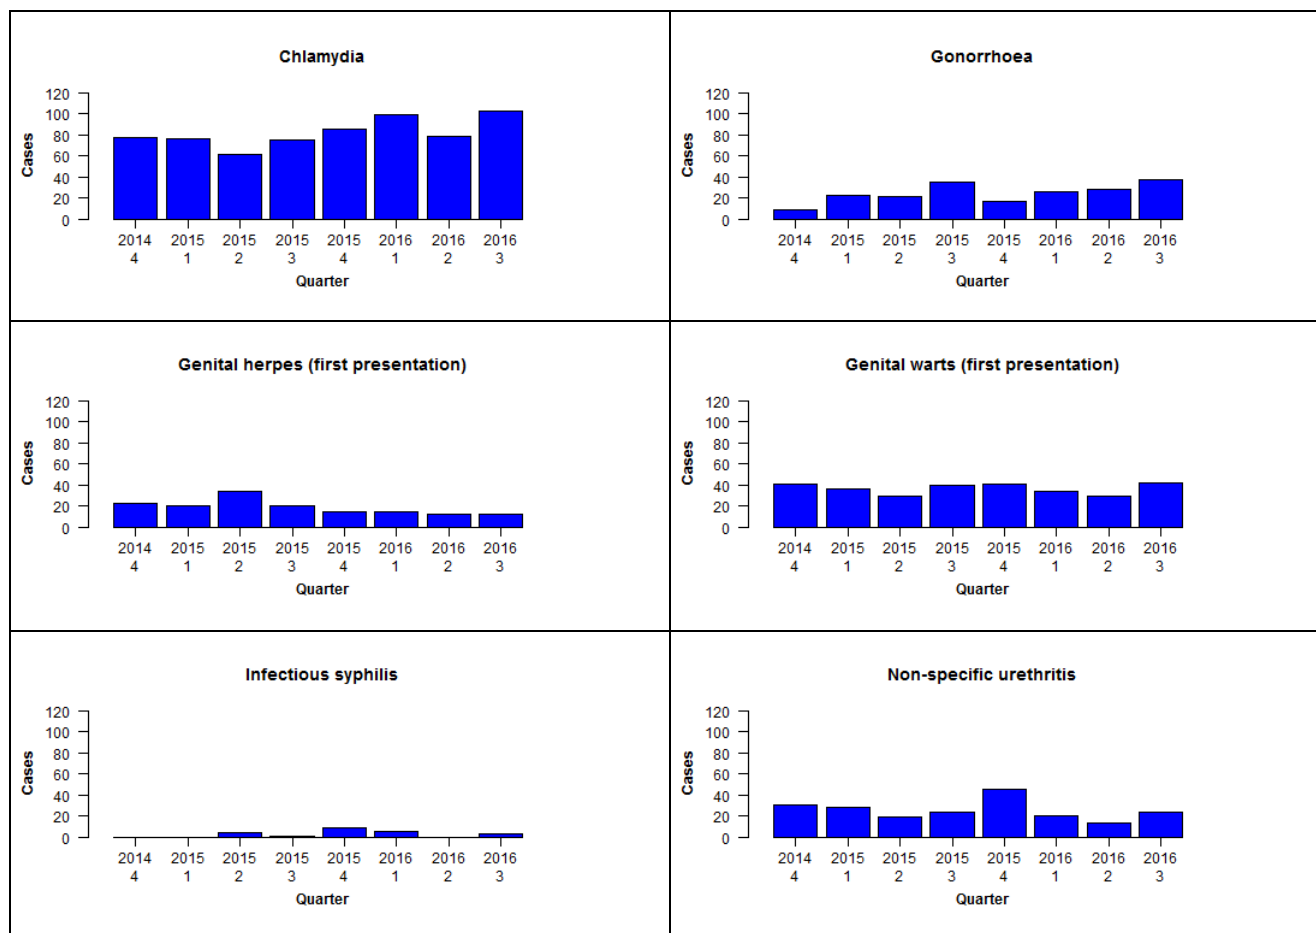 Chlamydia
120
100
80
60
40
20
0
Cases
2014 2015 2015 2015 2015 2016 2016 2016
4 1 2 3 4 1 2 3
Quarter
Gonorrhoea
120
100
80
60
40
20
0
Cases
2014 2015 2015 2015 2015 2016 2016 2016
4 1 2 3 4 1 2 3
Quarter
Genital herpes (first presentation)
120
100
80
60
40
20
0
Cases
2014 2015 2015 2015 2015 2016 2016 2016
4 1 2 3 4 1 2 3
Quarter
Genital warts (first presentation)
120
100
80
60
40
20
0
Cases
2014 2015 2015 2015 2015 2016 2016 2016
4 1 2 3 4 1 2 3
Quarter
Infectious syphilis
120
100
80
60
40
20
0
Cases
2014 2015 2015 2015 2015 2016 2016 2016
4 1 2 3 4 1 2 3
Quarter
Non-specific urethritis
120
100
80
60
40
20
0
Cases
2014 2015 2015 2015 2015 2016 2016 2016
4 1 2 3 4 1 2 3
Quarter